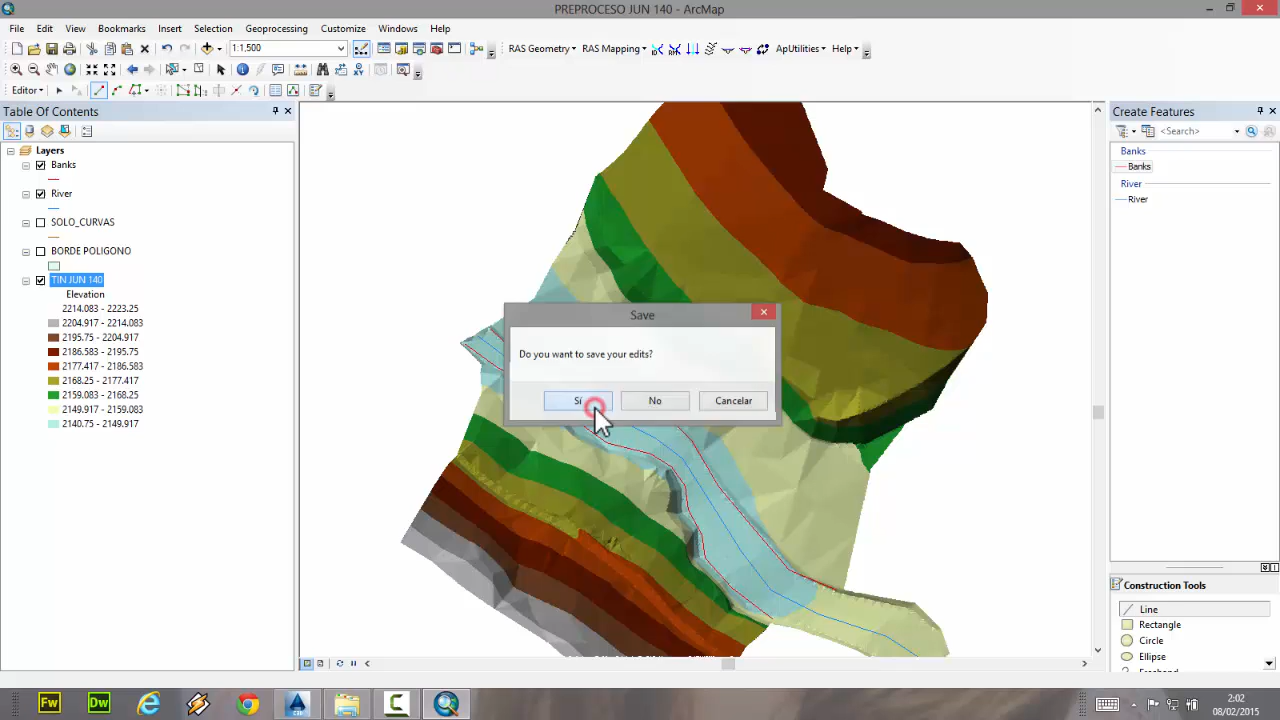 PREPROCESO JUN 140 - ArcMap
File Edit View Bookmarks Insert Selection Geoprocessing Customize Windows Help
1:1,500 RAS Geometry RAS Mapping ApUtilities Help
Editor
Table Of Contents
Layers
Banks
River
SOLO_CURVAS
BORDE POLIGONO
TIN JUN 140
Elevation
2214.083 - 2223.25
2204.917 - 2214.083
2195.75 - 2204.917
2186.583 - 2195.75
2177.417 - 2186.583
2168.25 - 2177.417
2159.083 - 2168.25
2149.917 - 2159.083
2140.75 - 2149.917
Save
Do you want to save your edits?
Sí No Cancelar
Create Features
<Search>
Banks
Banks
River
River
Construction Tools
Line
Rectangle
Circle
Ellipse
Fw Dw
2:02
08/02/2015